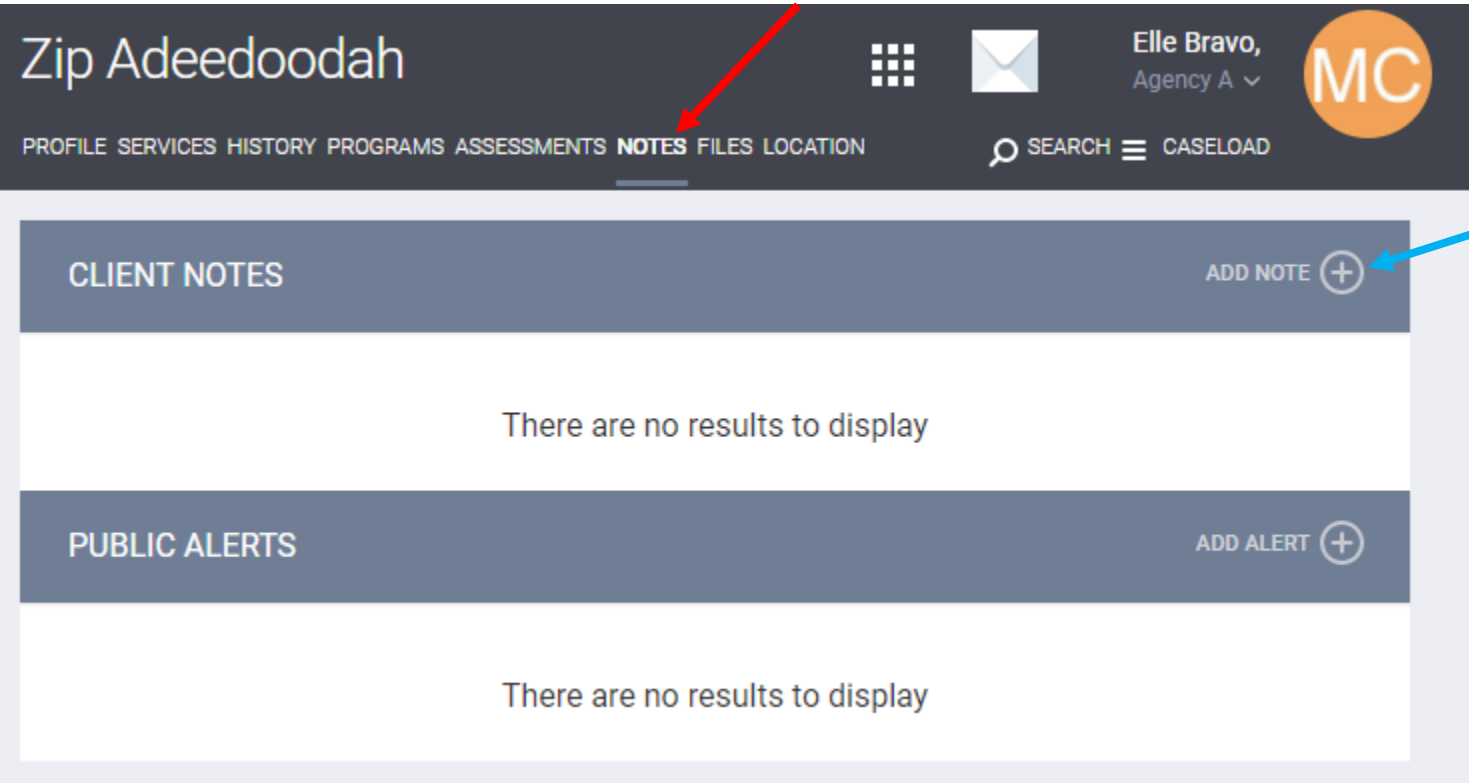 Zip Adeedoodah
Elle Bravo,
Agency A
MC
PROFILE SERVICES HISTORY PROGRAMS ASSESSMENTS NOTES FILES LOCATION
SEARCH CASELOAD
CLIENT NOTES
ADD NOTE
There are no results to display
PUBLIC ALERTS
ADD ALERT
There are no results to display